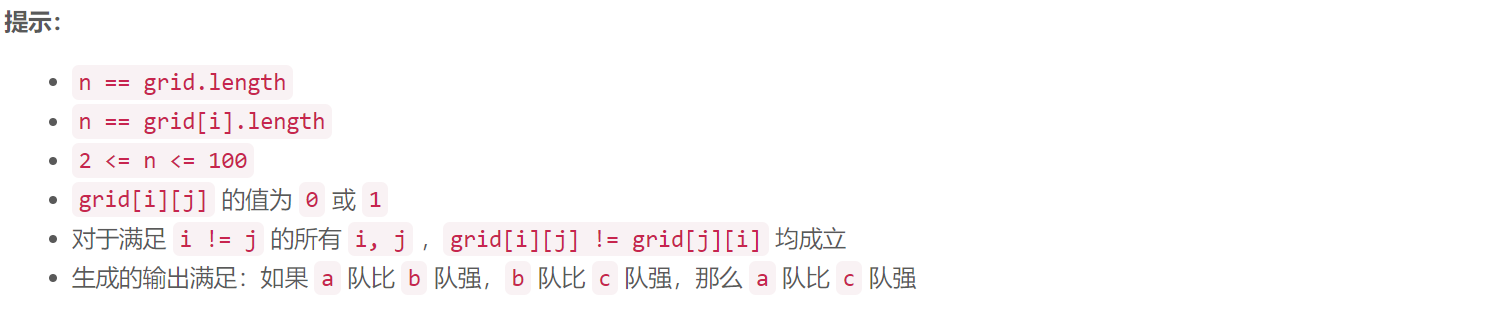 提示：
n == grid.length
n == grid[i].length
2 <= n <= 100
grid[i][j] 的值为 0 或 1
对于满足 i != j 的所有 i, j ，grid[i][j] != grid[j][i] 均成立
生成的输出满足：如果 a 队比 b 队强，b 队比 c 队强，那么 a 队比 c 队强